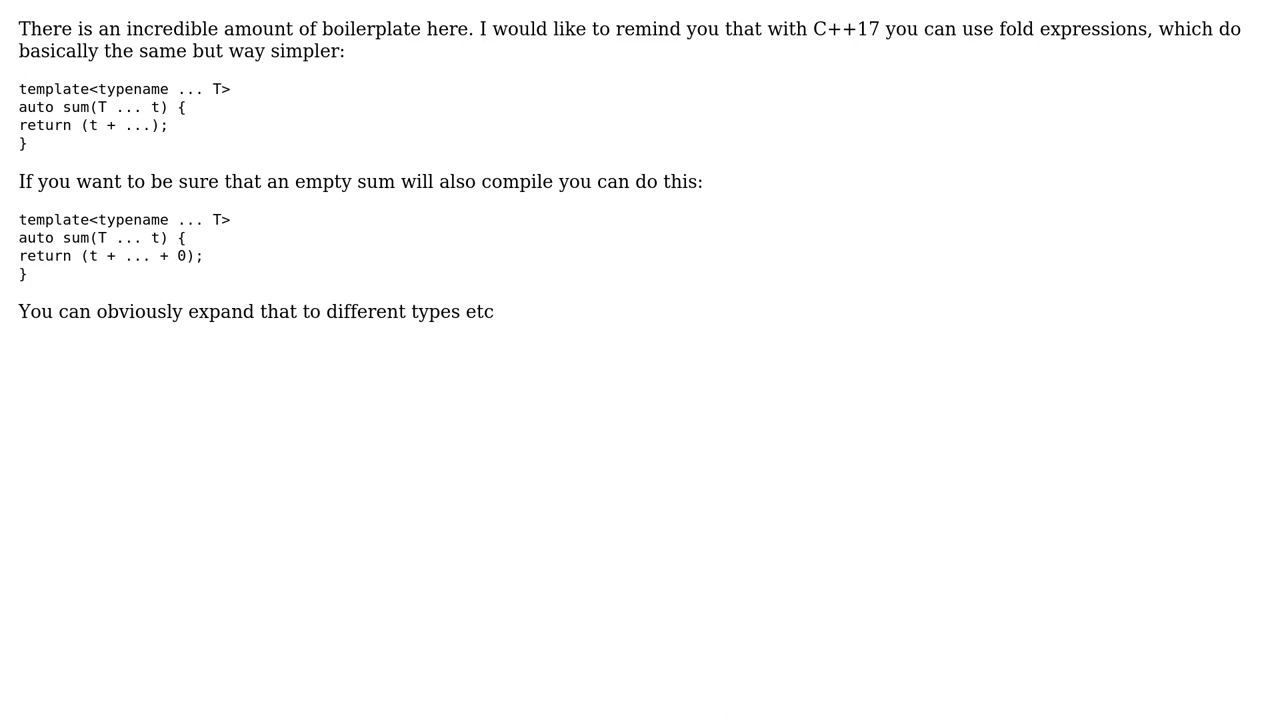 There is an incredible amount of boilerplate here. I would like to remind you that with C++17 you can use fold expressions, which do
basically the same but way simpler:
template<typename ... T>
auto sum(T ... t) {
return (t + ...);
}
If you want to be sure that an empty sum will also compile you can do this:
template<typename ... T>
auto sum(T ... t) {
return (t + ... + 0);
}
You can obviously expand that to different types etc